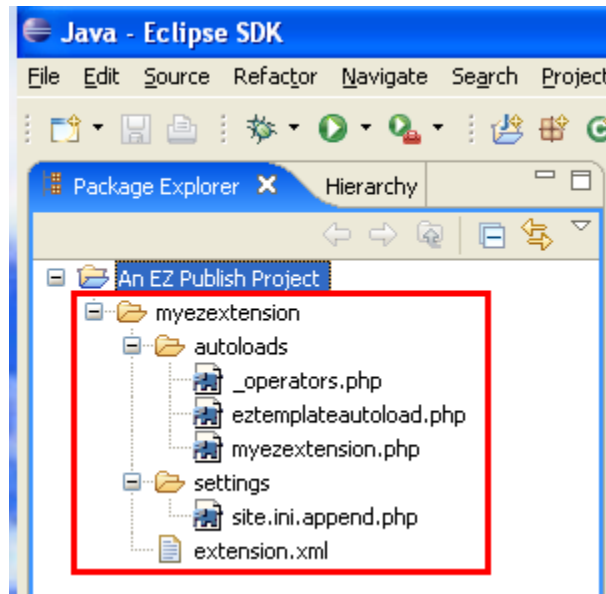 Java - Eclipse SDK
File Edit Source Refactor Navigate Search Project
Package Explorer Hierarchy
An EZ Publish Project
myezextension
autoloads
_operators.php
eztemplateautoload.php
myezextension.php
settings
site.ini.append.php
extension.xml